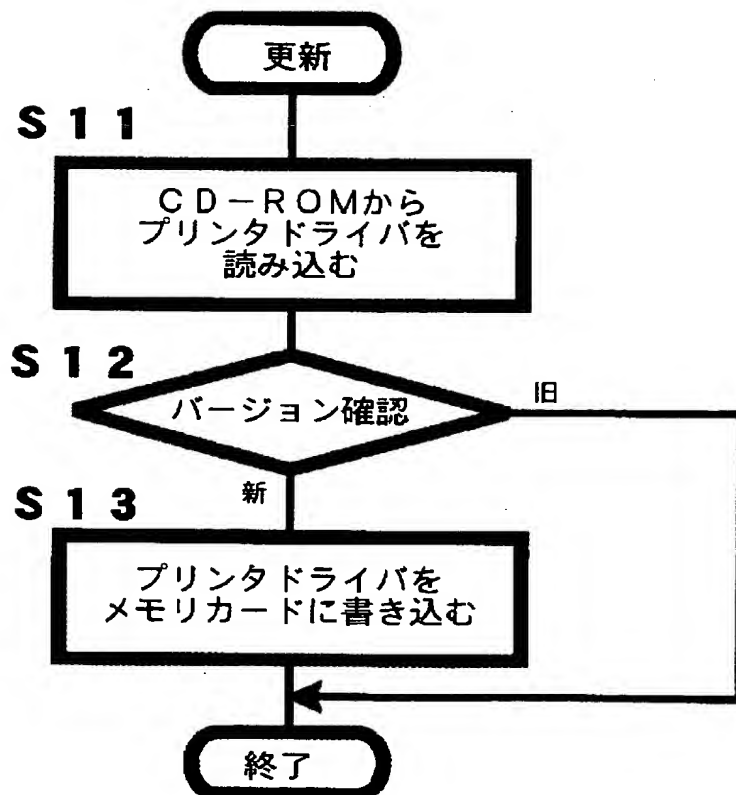 更新
S11
CD-ROMから
プリンタドライバを
読み込む
S12
バージョン確認
旧
新
S13
プリンタドライバを
メモリカードに書き込む
終了